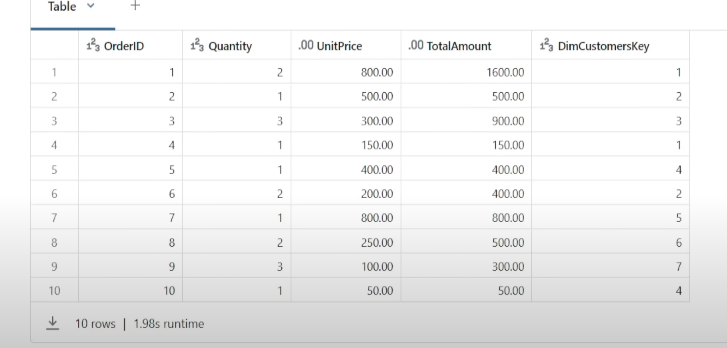 Table +
1²3 OrderID 1²3 Quantity .00 UnitPrice .00 TotalAmount 1²3 DimCustomersKey
1 1 2 800.00 1600.00 1
2 2 1 500.00 500.00 2
3 3 3 300.00 900.00 3
4 4 1 150.00 150.00 1
5 5 1 400.00 400.00 4
6 6 2 200.00 400.00 2
7 7 1 800.00 800.00 5
8 8 2 250.00 500.00 6
9 9 3 100.00 300.00 7
10 10 1 50.00 50.00 4
10 rows | 1.98s runtime